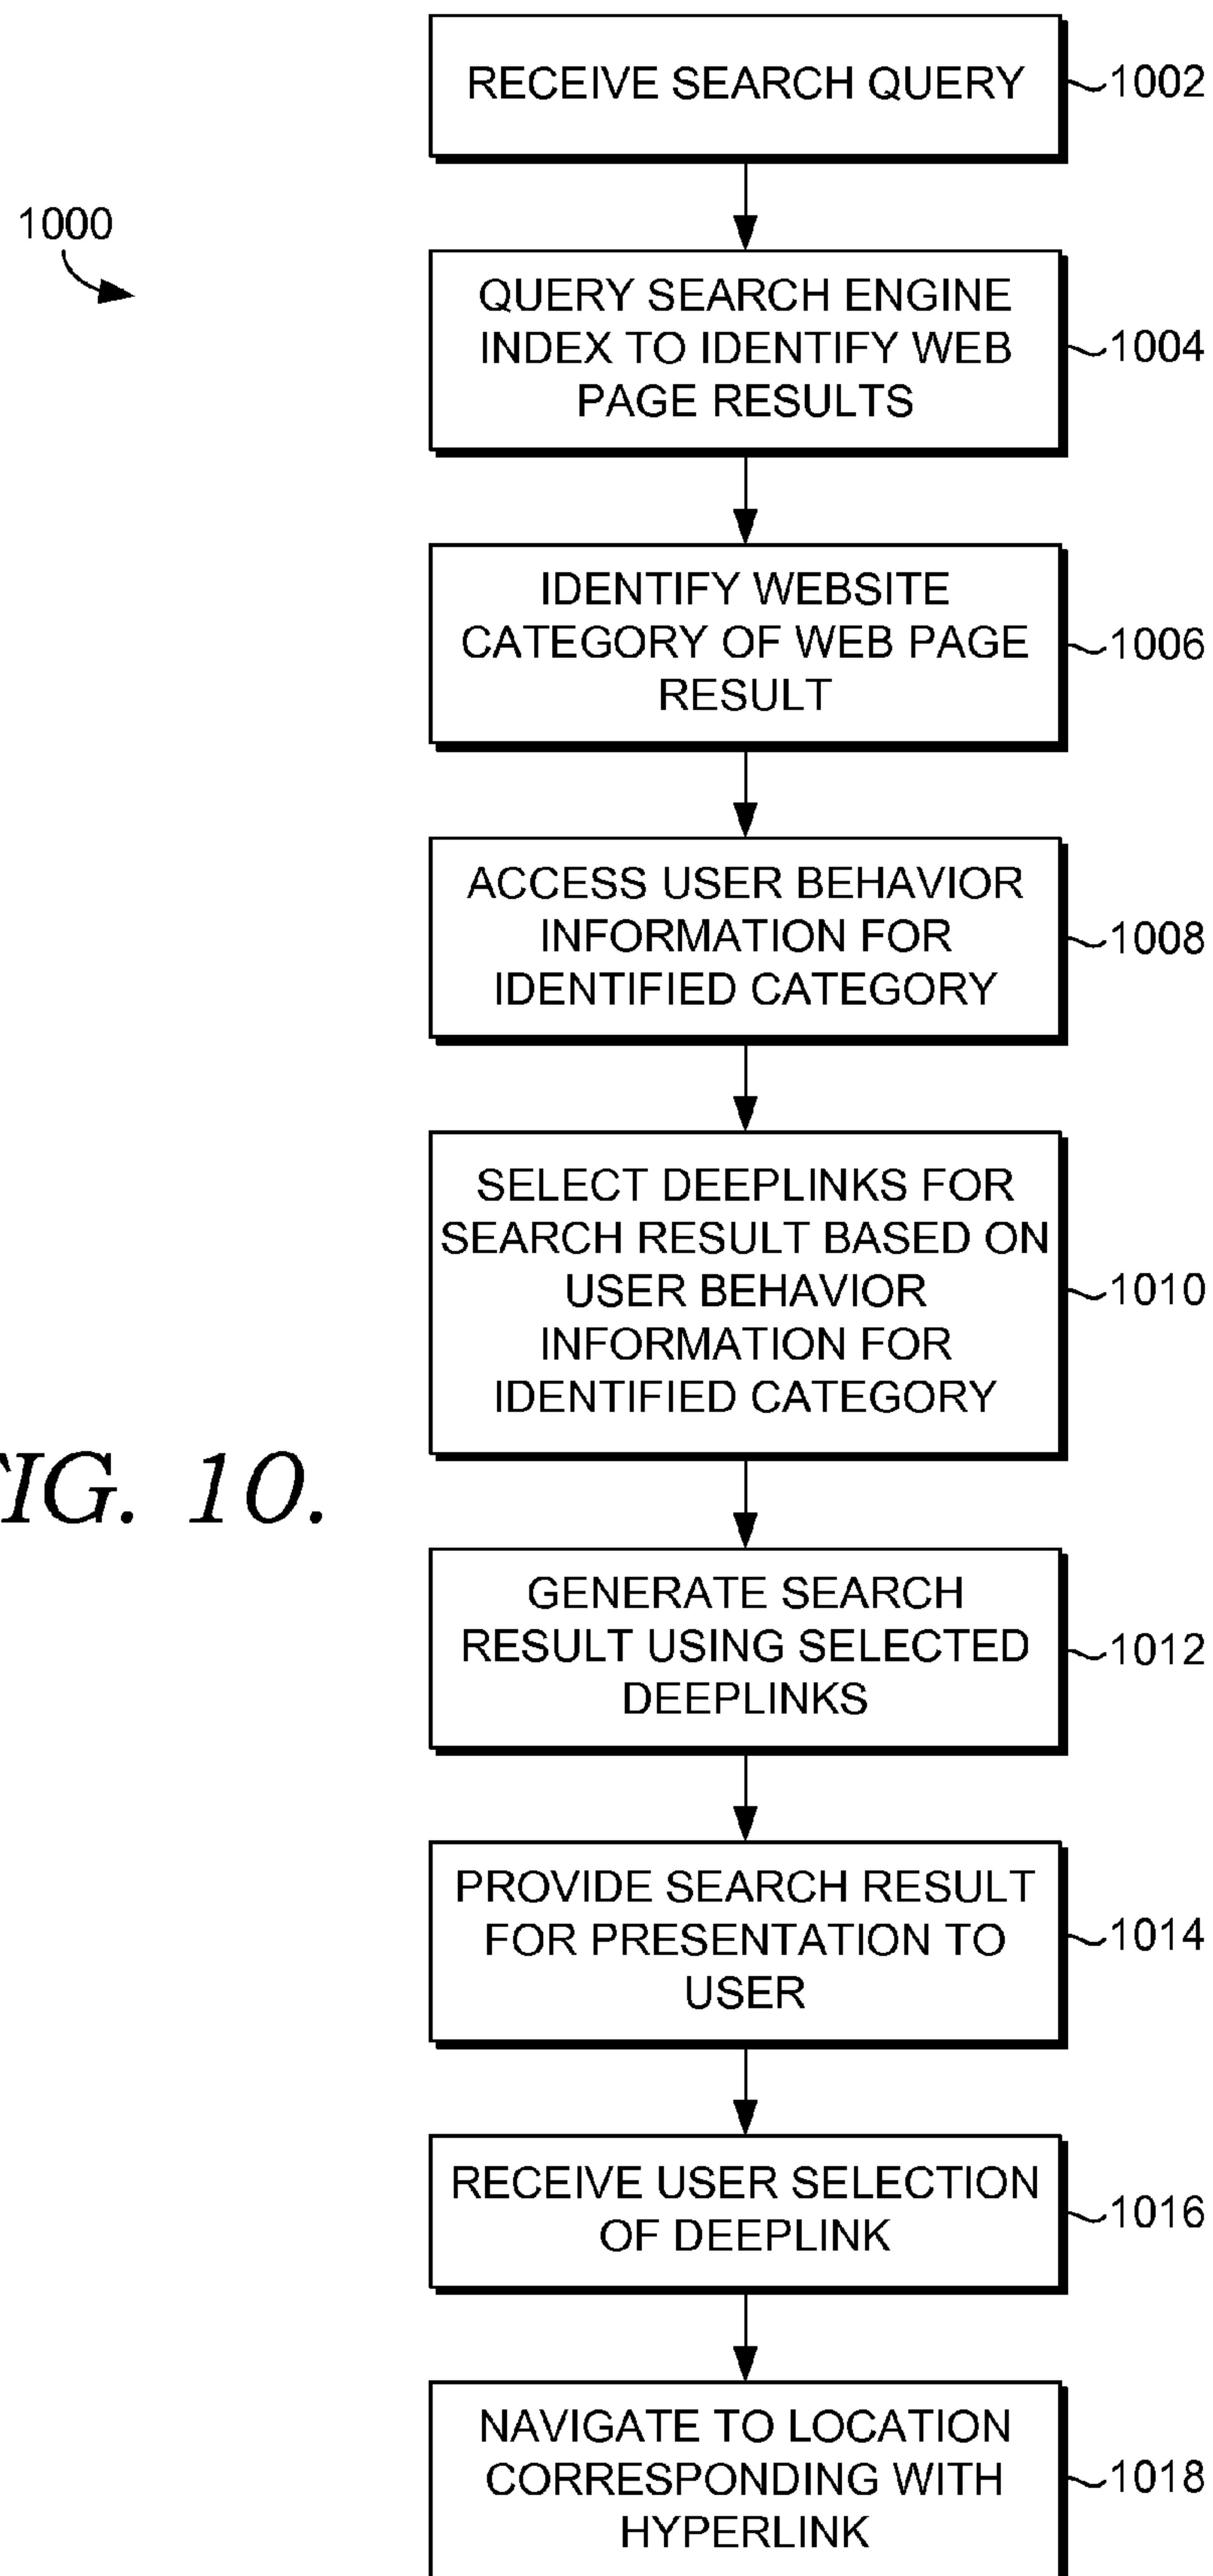 RECEIVE SEARCH QUERY
1002
1000
QUERY SEARCH ENGINE
INDEX TO IDENTIFY WEB
PAGE RESULTS
1004
IDENTIFY WEBSITE
CATEGORY OF WEB PAGE
RESULT
1006
ACCESS USER BEHAVIOR
INFORMATION FOR
IDENTIFIED CATEGORY
1008
SELECT DEEPLINKS FOR
SEARCH RESULT BASED ON
USER BEHAVIOR
INFORMATION FOR
IDENTIFIED CATEGORY
1010
FIG. 10.
GENERATE SEARCH
RESULT USING SELECTED
DEEPLINKS
1012
PROVIDE SEARCH RESULT
FOR PRESENTATION TO
USER
1014
RECEIVE USER SELECTION
OF DEEPLINK
1016
NAVIGATE TO LOCATION
CORRESPONDING WITH
HYPERLINK
1018